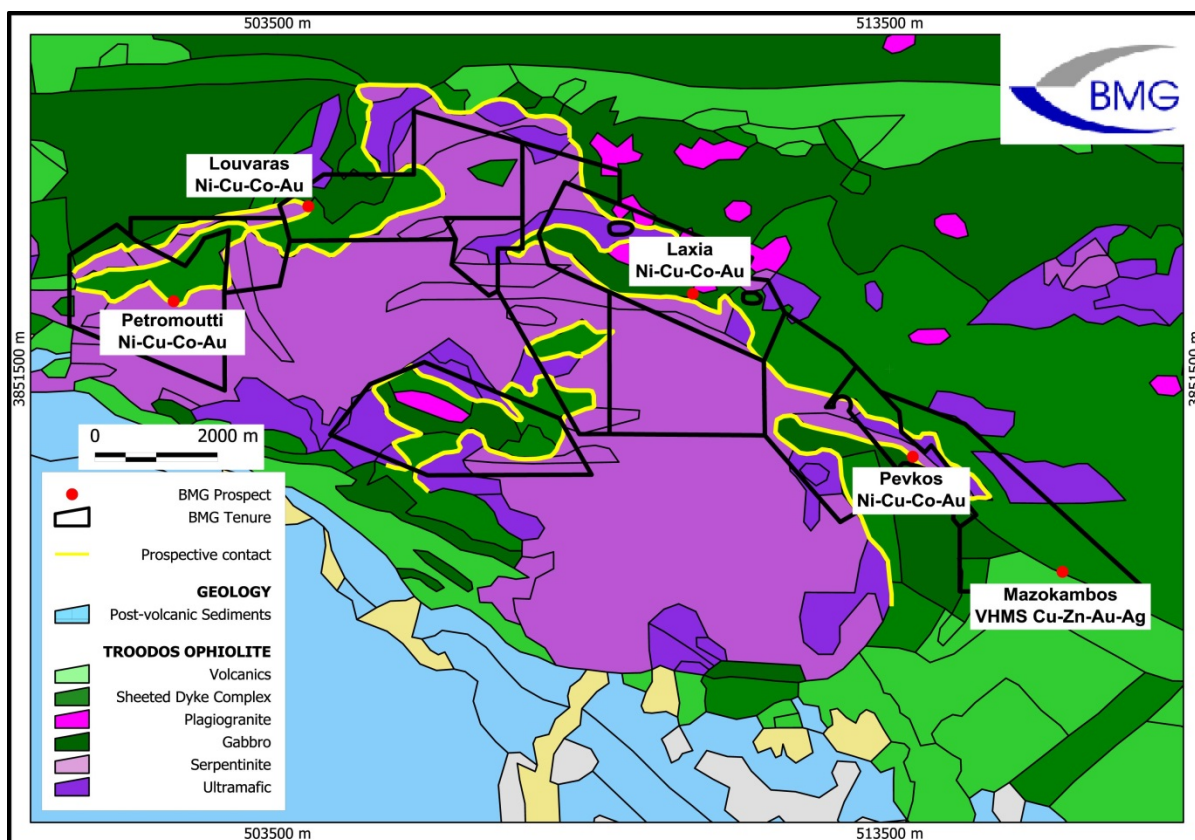 503500 m
513500 m
BMG
Louvaras
Ni-Cu-Co-Au
Laxia
Ni-Cu-Co-Au
Petromoutti
Ni-Cu-Co-Au
3851500 m
3851500 m
0 2000 m
Pevkos
Ni-Cu-Co-Au
Mazokambos
VHMS Cu-Zn-Au-Ag
BMG Prospect
BMG Tenure
Prospective contact
GEOLOGY
Post-volcanic Sediments
TROODOS OPHIOLITE
Volcanics
Sheeted Dyke Complex
Plagiogranite
Gabbro
Serpentinite
Ultramafic
503500 m
513500 m